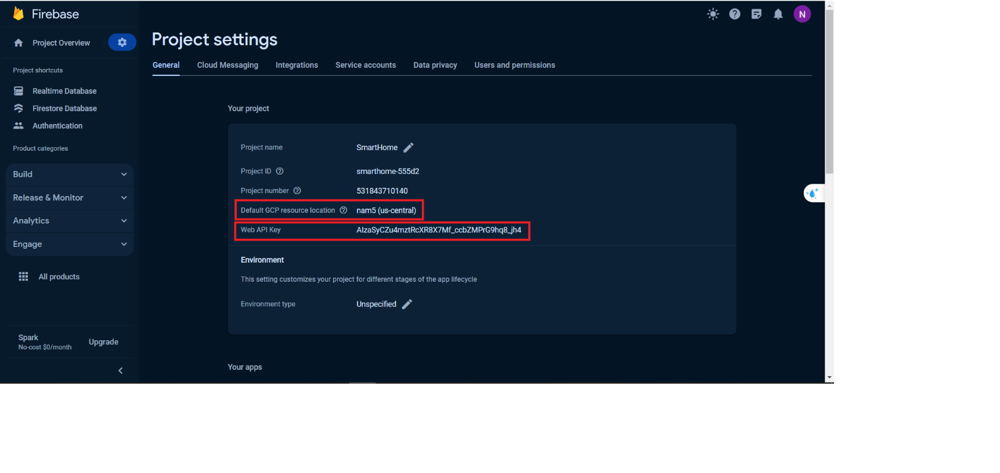 Firebase
N
Project Overview
Project settings
General Cloud Messaging Integrations Service accounts Data privacy Users and permissions
Project shortcuts
Realtime Database
Firestore Database
Authentication
Product categories
Build
Release & Monitor
Analytics
Engage
All products
Spark
No-cost $0/month
Upgrade
Your project
Project name SmartHome
Project ID smarthome-555d2
Project number 531843710140
Default GCP resource location nam5 (us-central)
Web API Key AIzaSyCZu4mztRcXR8X7Mf_ccbZMPrG9hq8_jh4
Environment
This setting customizes your project for different stages of the app lifecycle
Environment type Unspecified
Your apps